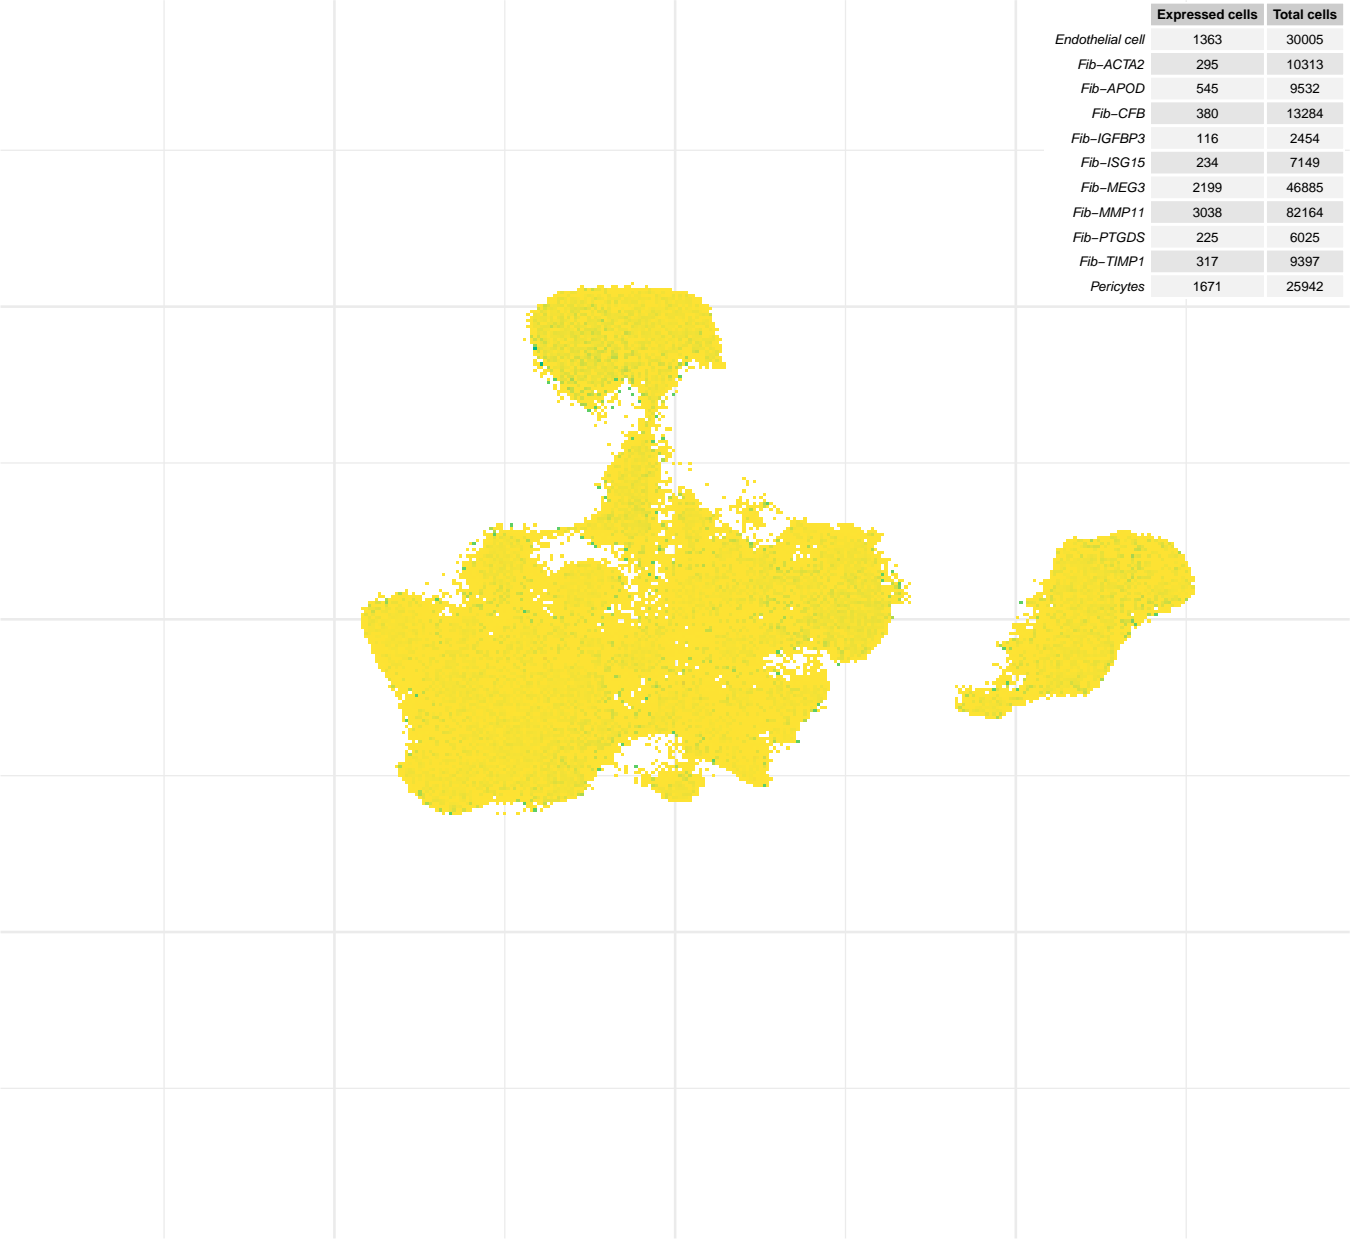 Expressed cells Total cells
Endothelial cell 1363 30005
Fib−ACTA2 295 10313
Fib−APOD 545 9532
Fib−CFB 380 13284
Fib−IGFBP3 116 2454
Fib−ISG15 234 7149
Fib−MEG3 2199 46885
Fib−MMP11 3038 82164
Fib−PTGDS 225 6025
Fib−TIMP1 317 9397
Pericytes 1671 25942